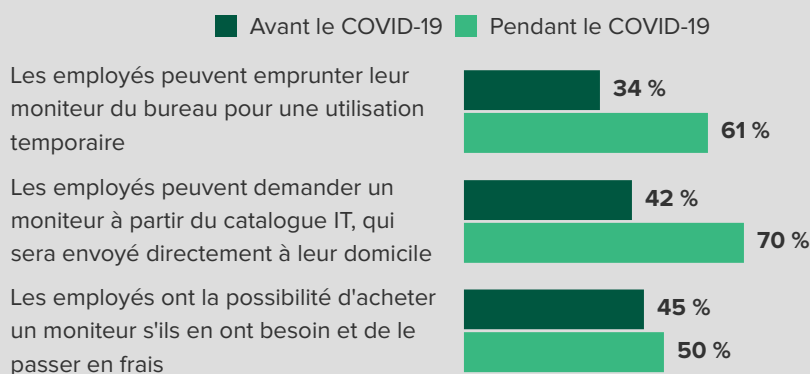 Avant le COVID-19 Pendant le COVID-19
Les employés peuvent emprunter leur
moniteur du bureau pour une utilisation
temporaire
34 %
61 %
Les employés peuvent demander un
moniteur à partir du catalogue IT, qui
sera envoyé directement à leur domicile
42 %
70 %
Les employés ont la possibilité d'acheter
un moniteur s'ils en ont besoin et de le
passer en frais
45 %
50 %